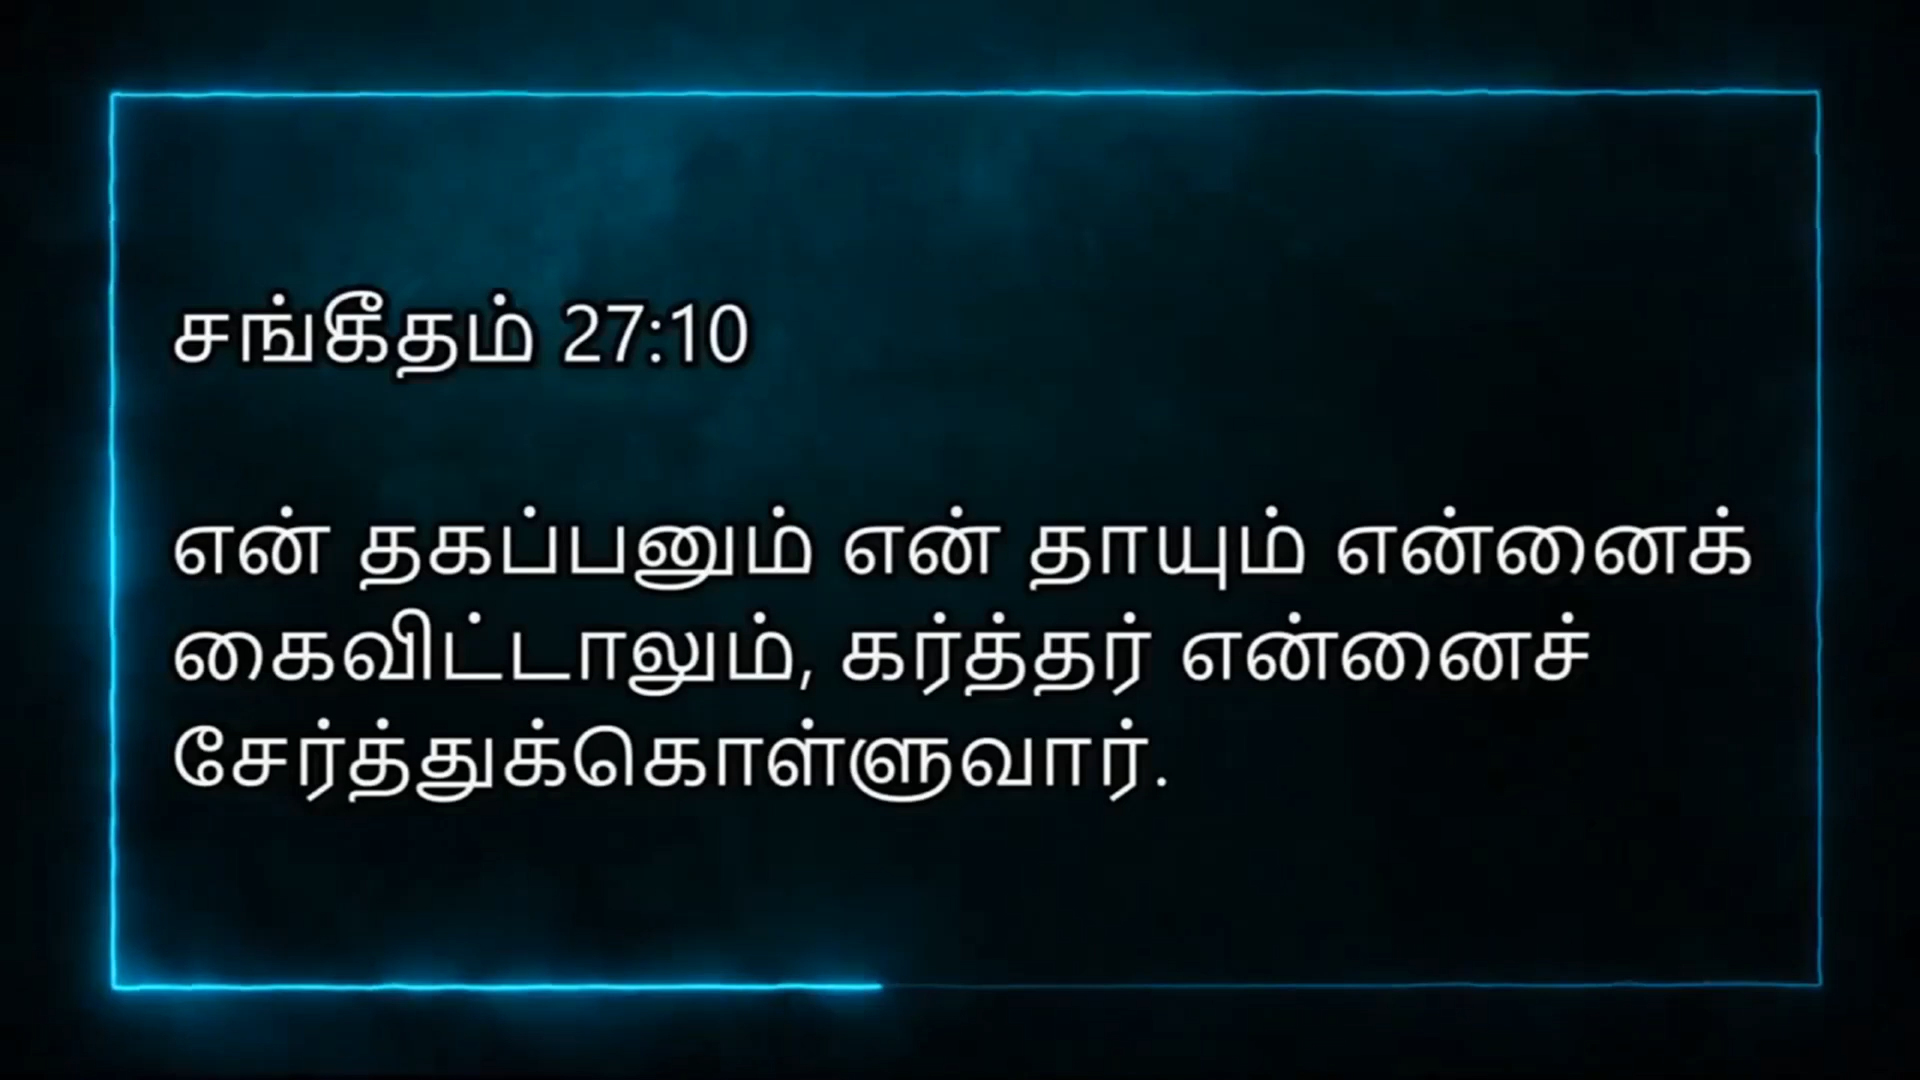 சங்கீதம் 27:10
என் தகப்பனும் என் தாயும் என்னைக்
கைவிட்டாலும், கர்த்தர் என்னைச்
சேர்த்துக்கொள்ளுவார்.